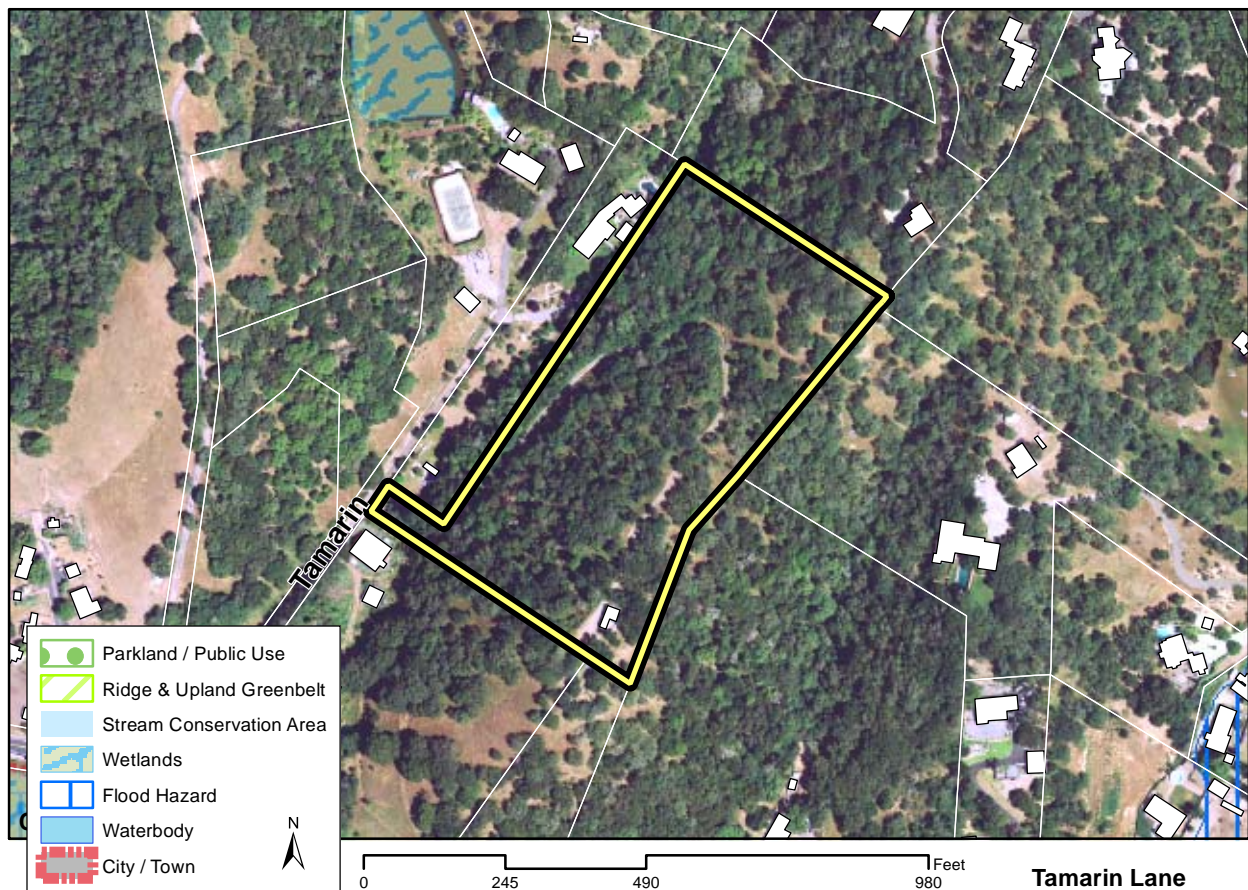 Tamarin
Parkland / Public Use
Ridge & Upland Greenbelt
Stream Conservation Area
Wetlands
Flood Hazard
Waterbody
City / Town
N
Feet
0 245 490 980
Tamarin Lane